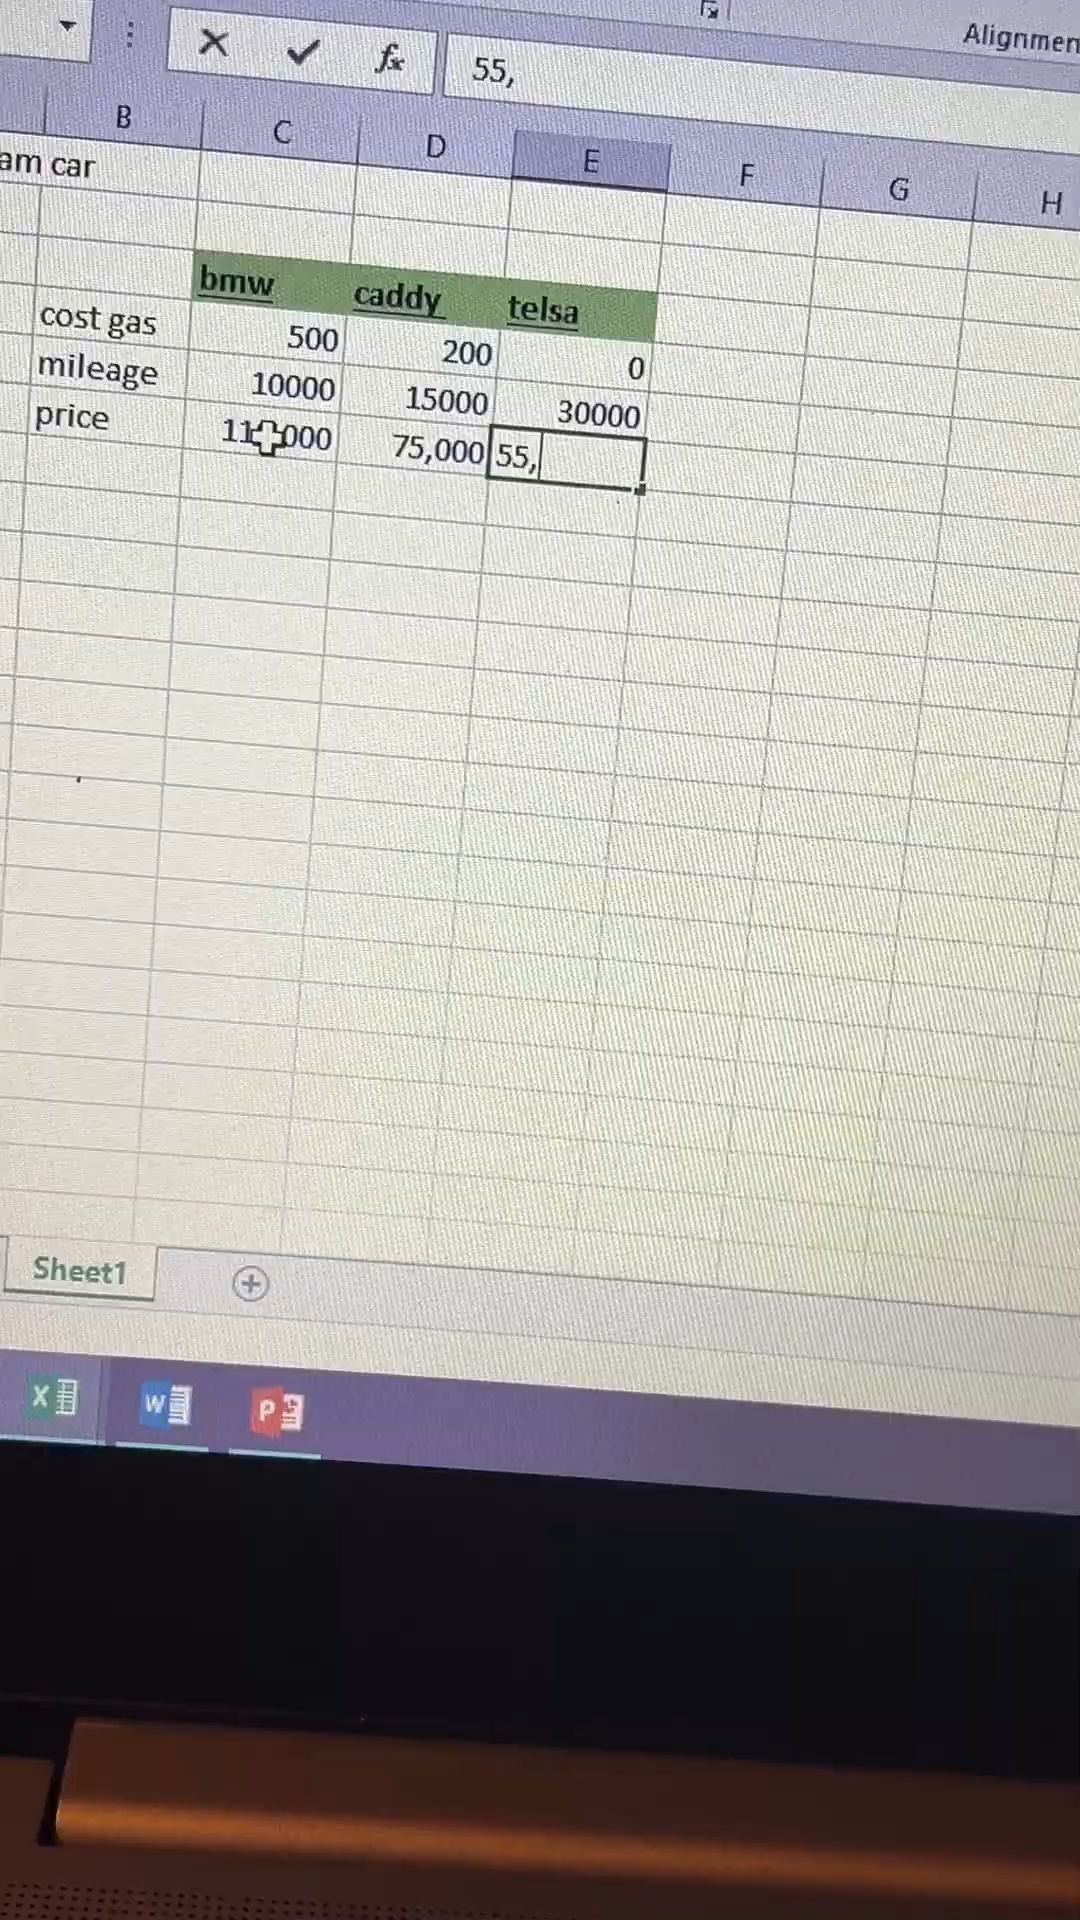 Alignmen
55,
B C D E F G H
am car
bmw caddy telsa
cost gas 500 200 0
mileage 10000 15000 30000
price 75,000 55,
Sheet1
X W P